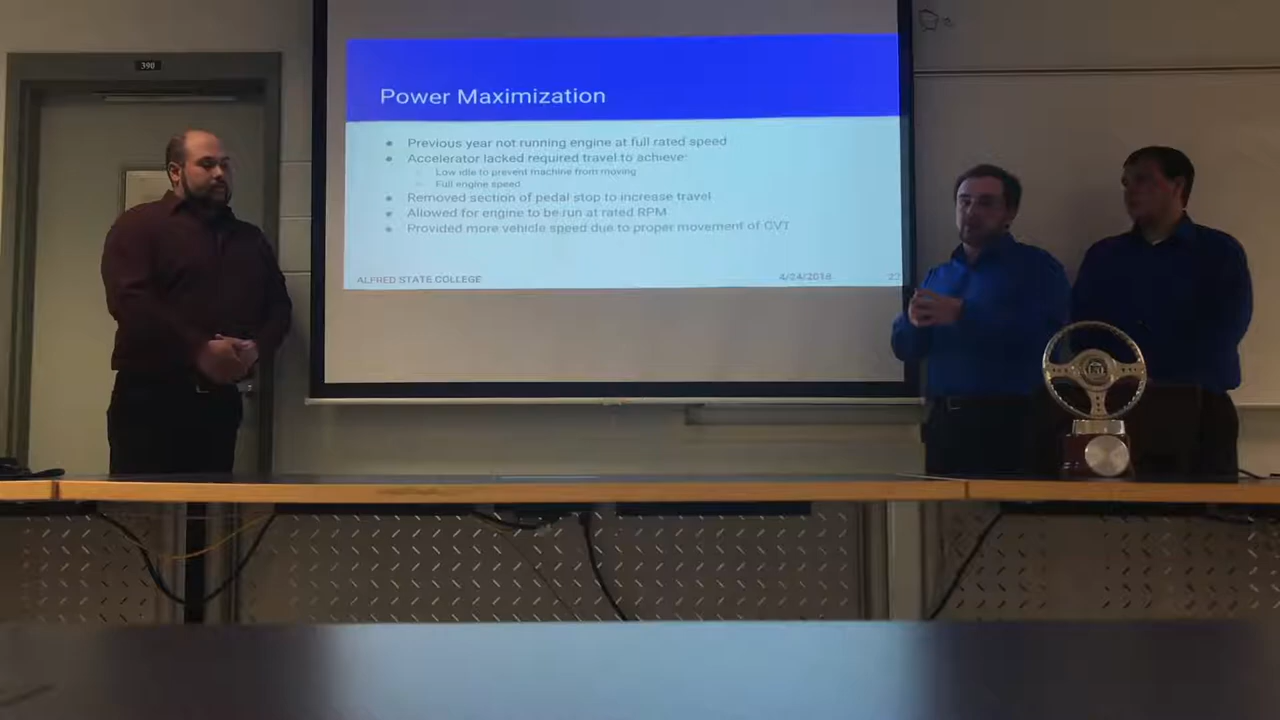 390
Power Maximization
Previous year not running engine at full rated speed
Accelerator lacked required travel to achieve:
Low idle to prevent machine from moving
Full engine speed
Removed section of pedal stop to increase travel
Allowed for engine to be run at rated RPM
Provided more vehicle speed due to proper movement of CVT
ALFRED STATE COLLEGE
4/24/2018